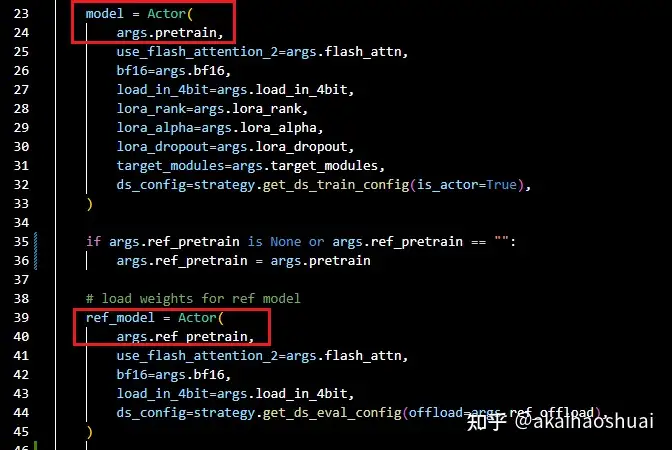 23 model = Actor(
24 args.pretrain,
25 use_flash_attention_2=args.flash_attn,
26 bf16=args.bf16,
27 load_in_4bit=args.load_in_4bit,
28 lora_rank=args.lora_rank,
29 lora_alpha=args.lora_alpha,
30 lora_dropout=args.lora_dropout,
31 target_modules=args.target_modules,
32 ds_config=strategy.get_ds_train_config(is_actor=True),
33 )
34
35 if args.ref_pretrain is None or args.ref_pretrain == "":
36 args.ref_pretrain = args.pretrain
37
38 # load weights for ref model
39 ref_model = Actor(
40 args.ref_pretrain,
41 use_flash_attention_2=args.flash_attn,
42 bf16=args.bf16,
43 load_in_4bit=args.load_in_4bit,
44 ds_config=strategy.get_ds_eval_config(offload=args.ref_offload),
知乎 @akaihaoshuai
45 )
46